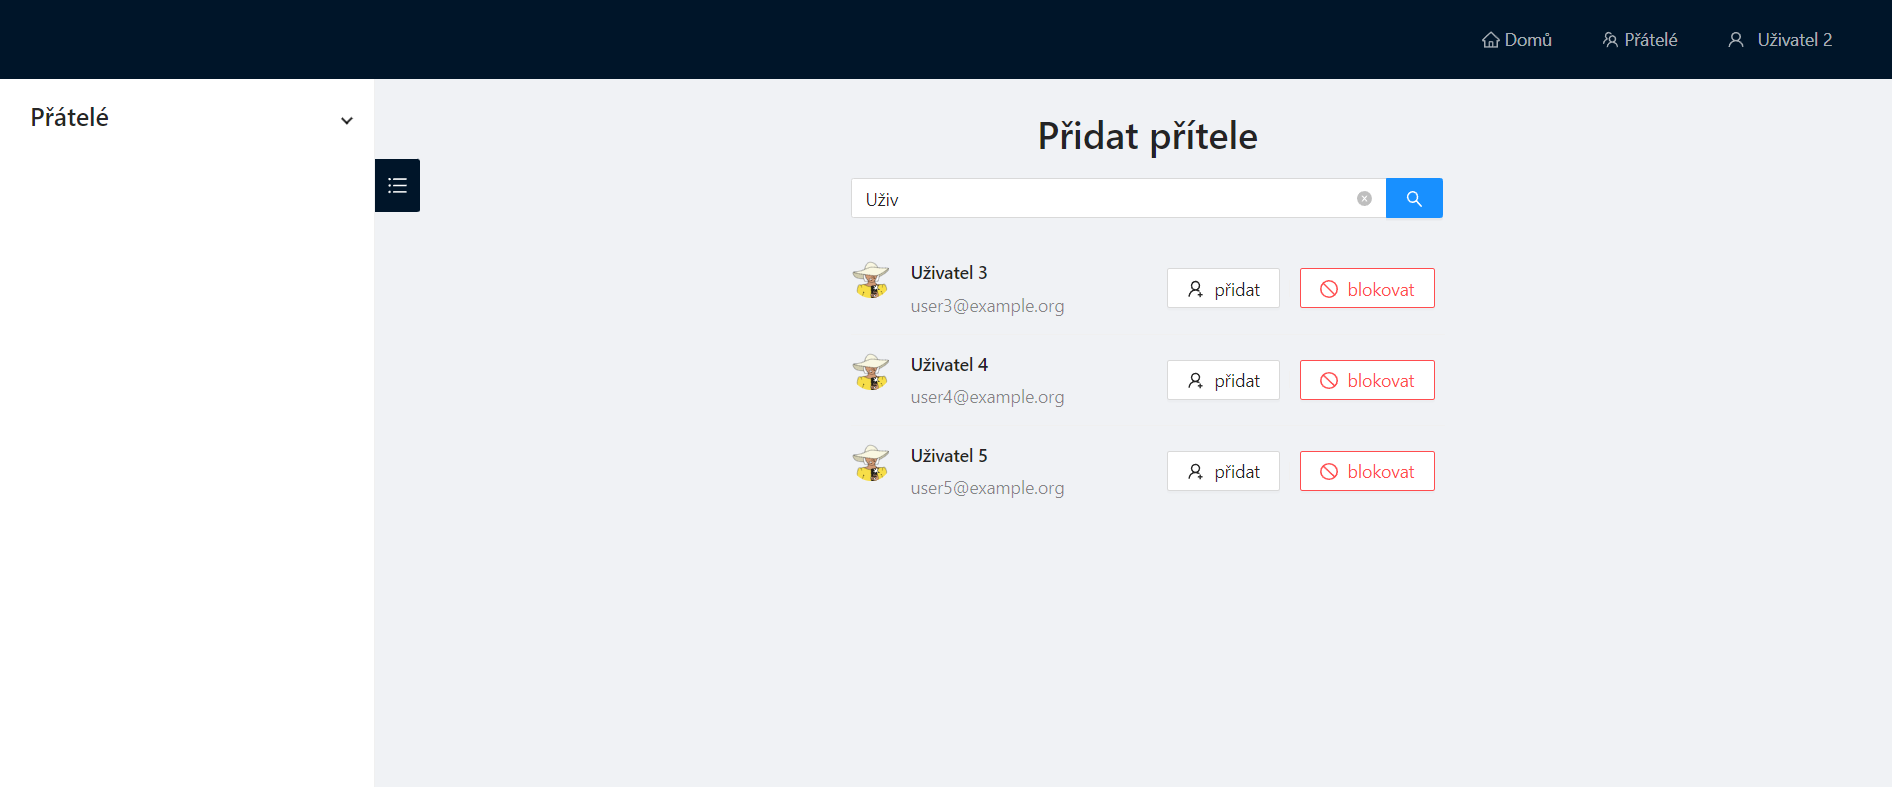 Domů Přátelé Uživatel 2
Přátelé
Přidat přítele
Uživ
Uživatel 3
user3@example.org
přidat blokovat
Uživatel 4
user4@example.org
přidat blokovat
Uživatel 5
user5@example.org
přidat blokovat